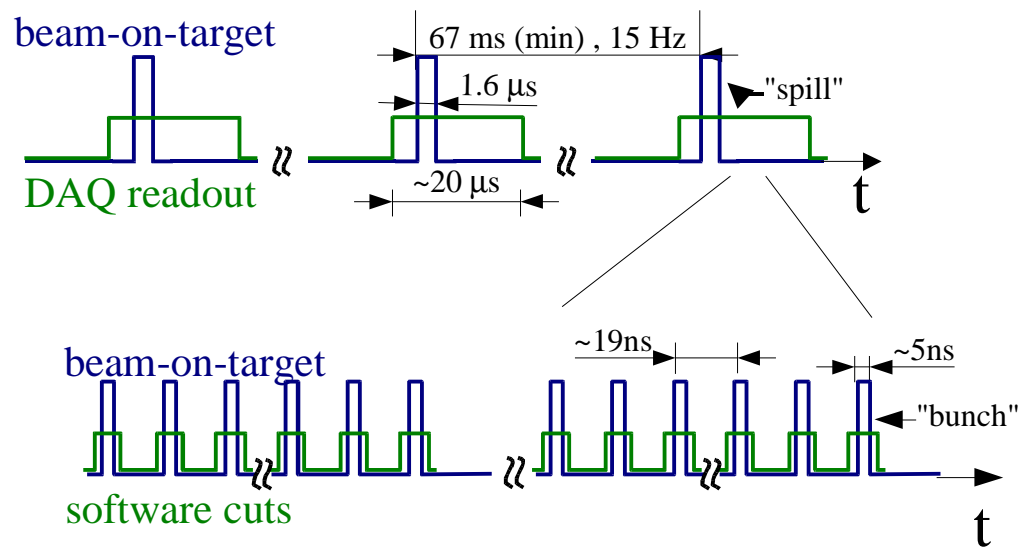 beam-on-target
67 ms (min) , 15 Hz
1.6 μs
"spill"
DAQ readout
~20 μs
t
beam-on-target
~19ns
~5ns
"bunch"
software cuts
t